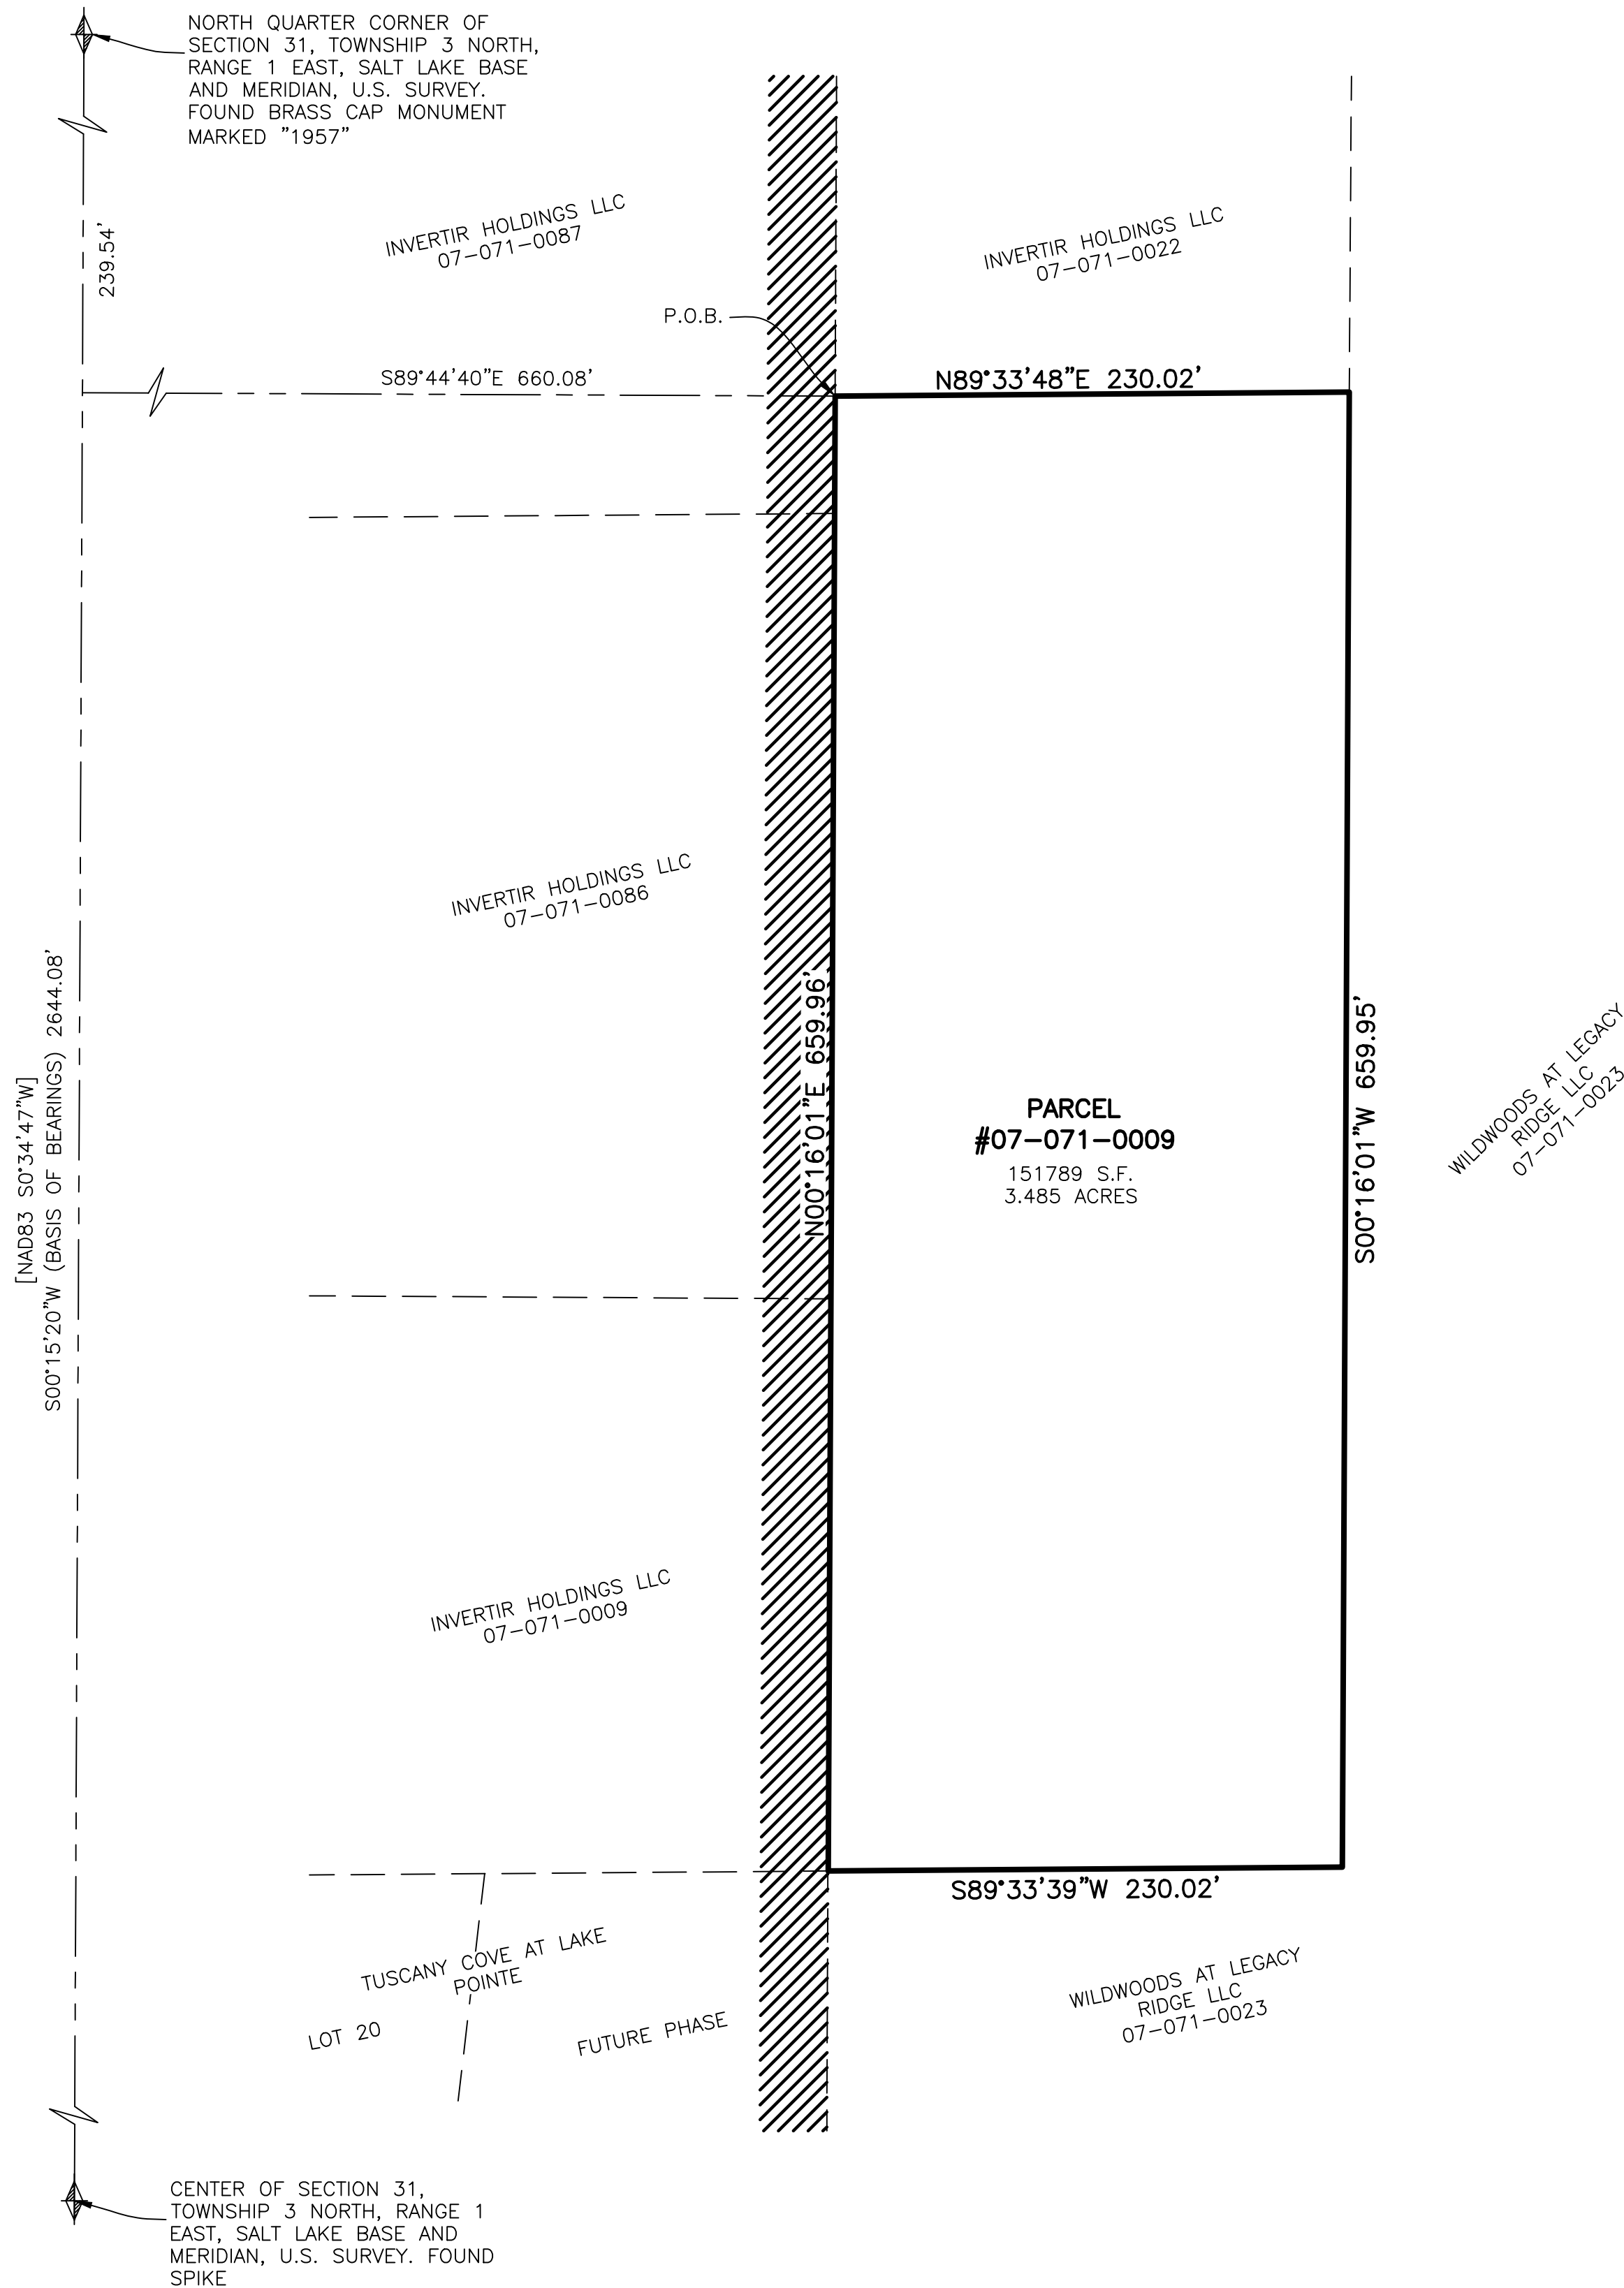 NORTH QUARTER CORNER OF
SECTION 31, TOWNSHIP 3 NORTH,
RANGE 1 EAST, SALT LAKE BASE
AND MERIDIAN, U.S. SURVEY.
FOUND BRASS CAP MONUMENT
MARKED "1957"
239.54'
INVERTIR HOLDINGS LLC
07-071-0087
INVERTIR HOLDINGS LLC
07-071-0022
P.O.B.
S89°44'40"E 660.08'
N89°33'48"E 230.02'
INVERTIR HOLDINGS LLC
07-071-0086
[NAD83 S0°34'47"W]
S00°15'20"W (BASIS OF BEARINGS) 2644.08'
N00°16'01"E 659.96'
PARCEL
#07-071-0009
151789 S.F.
3.485 ACRES
S00°16'01"W 659.95'
WILDWOODS AT LEGACY
RIDGE LLC
07-071-0023
INVERTIR HOLDINGS LLC
07-071-0009
S89°33'39"W 230.02'
TUSCANY COVE AT LAKE
POINTE
LOT 20
FUTURE PHASE
WILDWOODS AT LEGACY
RIDGE LLC
07-071-0023
CENTER OF SECTION 31,
TOWNSHIP 3 NORTH, RANGE 1
EAST, SALT LAKE BASE AND
MERIDIAN, U.S. SURVEY. FOUND
SPIKE